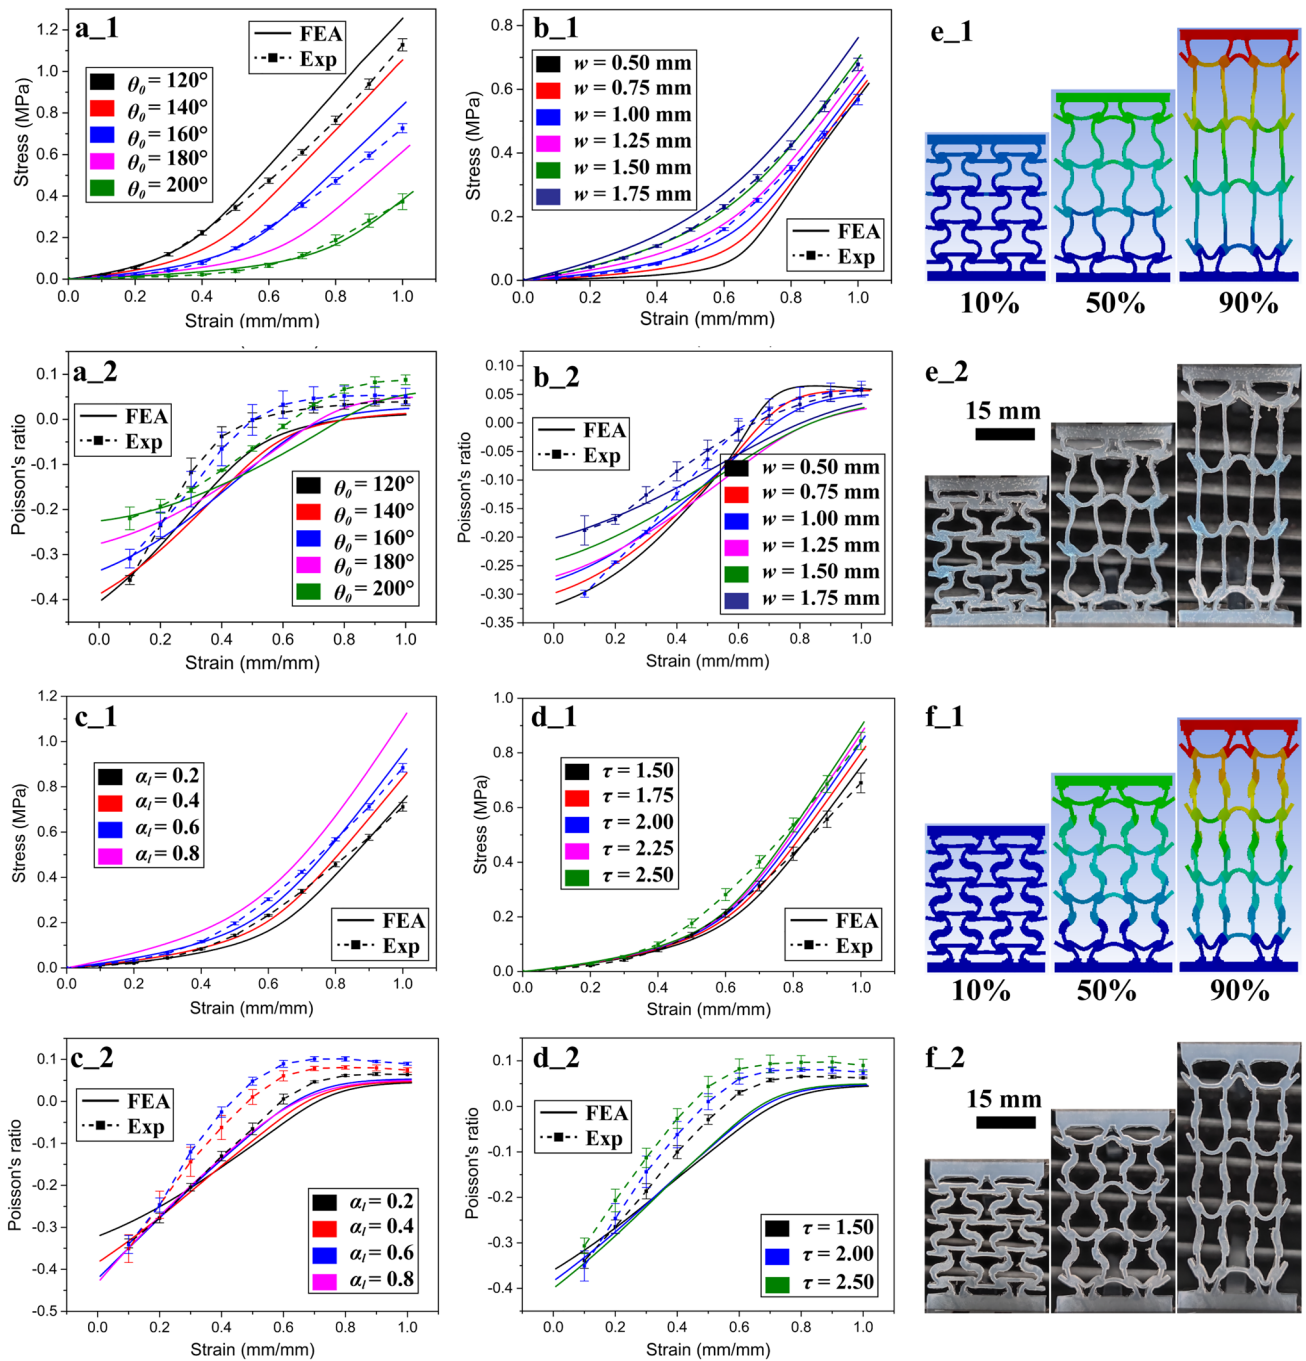 a_1
FEA
Exp
θ₀ = 120°
θ₀ = 140°
θ₀ = 160°
θ₀ = 180°
θ₀ = 200°
Stress (MPa)
1.2
1.0
0.8
0.6
0.4
0.2
0.0
0.0 0.2 0.4 0.6 0.8 1.0
Strain (mm/mm)
b_1
w = 0.50 mm
w = 0.75 mm
w = 1.00 mm
w = 1.25 mm
w = 1.50 mm
w = 1.75 mm
FEA
Exp
Stress (MPa)
0.8
0.6
0.4
0.2
0.0
0.0 0.2 0.4 0.6 0.8 1.0
Strain (mm/mm)
e_1
10% 50% 90%
a_2
FEA
Exp
θ₀ = 120°
θ₀ = 140°
θ₀ = 160°
θ₀ = 180°
θ₀ = 200°
Poisson's ratio
0.1
0.0
-0.1
-0.2
-0.3
-0.4
0.0 0.2 0.4 0.6 0.8 1.0
Strain (mm/mm)
b_2
FEA
Exp
w = 0.50 mm
w = 0.75 mm
w = 1.00 mm
w = 1.25 mm
w = 1.50 mm
w = 1.75 mm
Poisson's ratio
0.10
0.05
0.00
-0.05
-0.10
-0.15
-0.20
-0.25
-0.30
-0.35
0.0 0.2 0.4 0.6 0.8 1.0
Strain (mm/mm)
e_2
15 mm
c_1
αₗ = 0.2
αₗ = 0.4
αₗ = 0.6
αₗ = 0.8
FEA
Exp
Stress (MPa)
1.2
1.0
0.8
0.6
0.4
0.2
0.0
0.0 0.2 0.4 0.6 0.8 1.0
Strain (mm/mm)
d_1
τ = 1.50
τ = 1.75
τ = 2.00
τ = 2.25
τ = 2.50
FEA
Exp
Stress (MPa)
1.0
0.8
0.6
0.4
0.2
0.0
0.0 0.2 0.4 0.6 0.8 1.0
Strain (mm/mm)
f_1
10% 50% 90%
c_2
FEA
Exp
αₗ = 0.2
αₗ = 0.4
αₗ = 0.6
αₗ = 0.8
Poisson's ratio
0.1
0.0
-0.1
-0.2
-0.3
-0.4
-0.5
0.0 0.2 0.4 0.6 0.8 1.0
Strain (mm/mm)
d_2
FEA
Exp
τ = 1.50
τ = 2.00
τ = 2.50
Poisson's ratio
0.1
0.0
-0.1
-0.2
-0.3
-0.4
0.0 0.2 0.4 0.6 0.8 1.0
Strain (mm/mm)
f_2
15 mm